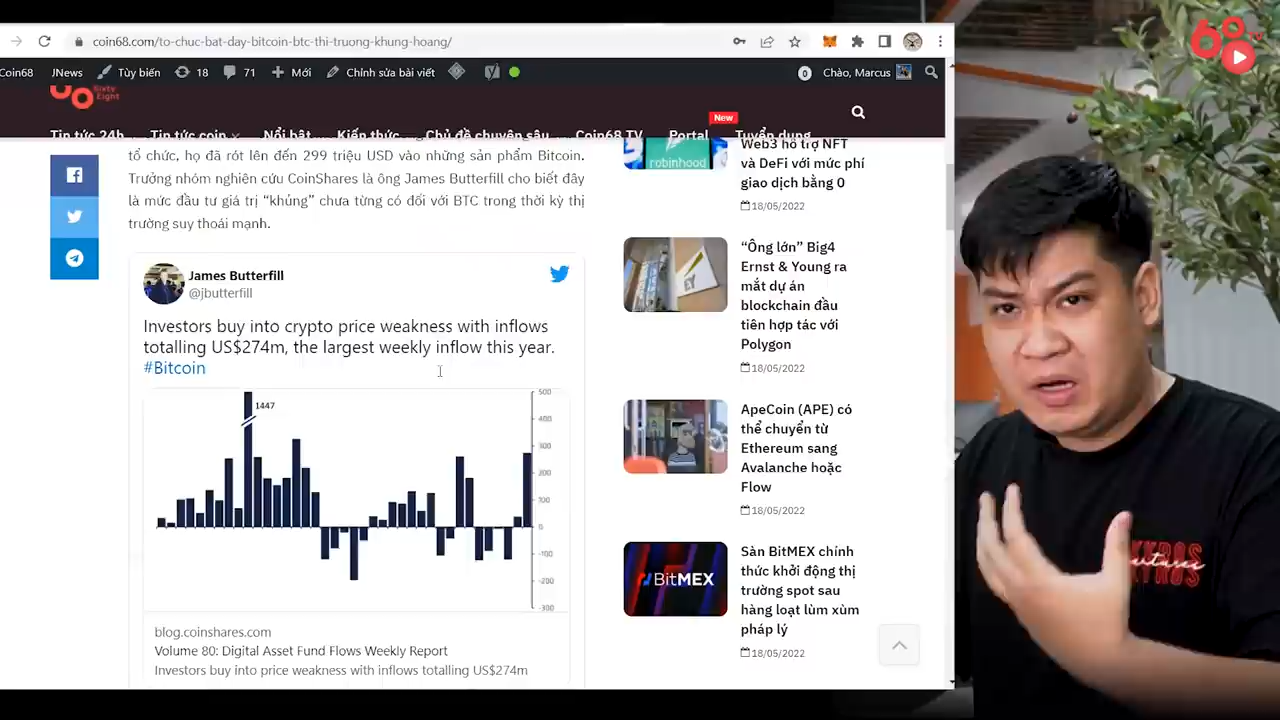 coin68.com/to-chuc-bat-day-bitcoin-btc-thi-truong-khung-hoang/
Coin68
JNews
Tùy biến
18
71
Mới
Chỉnh sửa bài viết
0
Chào, Marcus
68
TV
Sixty
Eight
Tin tức 24h
Tin tức coin
Nổi bật
Kiến thức
Chủ đề chuyên sâu
Coin68 TV
New
Portal
Tuyển dụng
tổ chức, họ đã rót lên đến 299 triệu USD vào những sản phẩm Bitcoin.
Trưởng nhóm nghiên cứu CoinShares là ông James Butterfill cho biết đây
là mức đầu tư giá trị “khủng” chưa từng có đối với BTC trong thời kỳ thị
trường suy thoái mạnh.
James Butterfill
@jbutterfill
Investors buy into crypto price weakness with inflows
totalling US$274m, the largest weekly inflow this year.
#Bitcoin
1447
500
400
300
200
100
0
-100
-200
-300
blog.coinshares.com
Volume 80: Digital Asset Fund Flows Weekly Report
Investors buy into price weakness with inflows totalling US$274m
robinhood
Web3 hỗ trợ NFT
và DeFi với mức phí
giao dịch bằng 0
18/05/2022
EY
“Ông lớn” Big4
Ernst & Young ra
mắt dự án
blockchain đầu
tiên hợp tác với
Polygon
18/05/2022
ApeCoin (APE) có
thể chuyển từ
Ethereum sang
Avalanche hoặc
Flow
18/05/2022
BitMEX
Sàn BitMEX chính
thức khởi động thị
trường spot sau
hàng loạt lùm xùm
pháp lý
18/05/2022